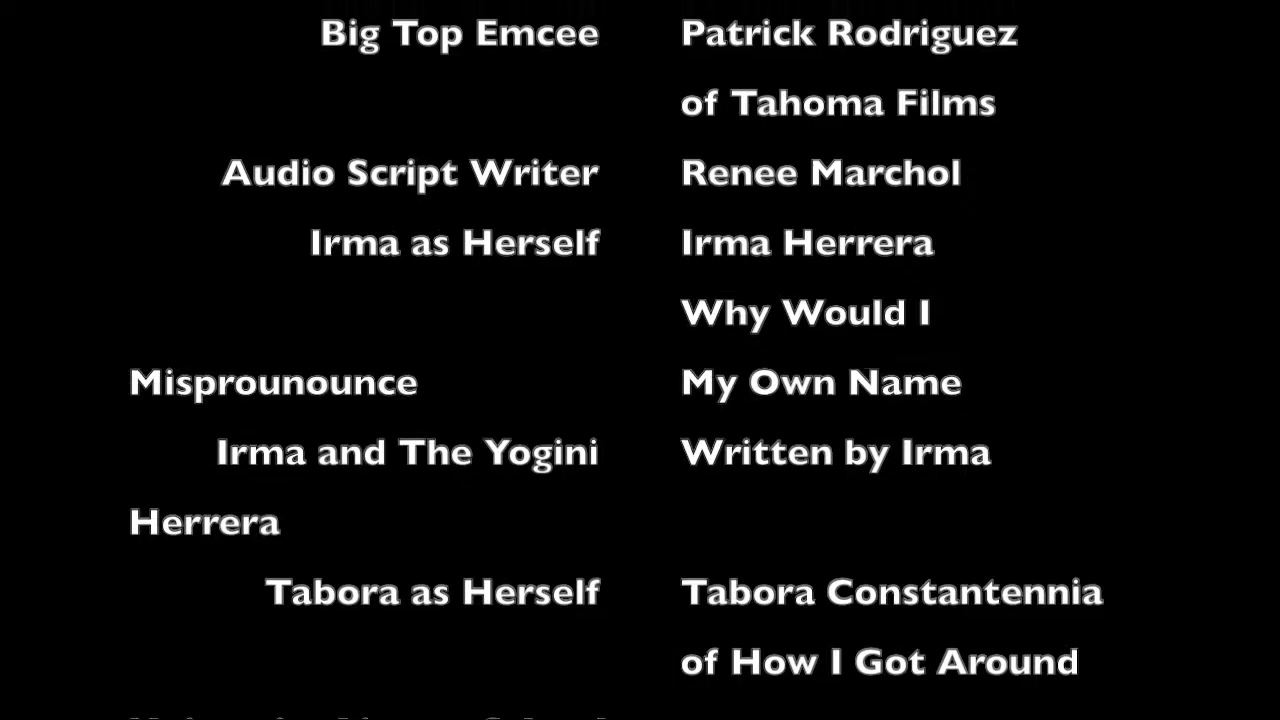 Big Top Emcee Patrick Rodriguez
of Tahoma Films
Audio Script Writer Renee Marchol
Irma as Herself Irma Herrera
Why Would I
Misprounounce My Own Name
Irma and The Yogini Written by Irma
Herrera
Tabora as Herself Tabora Constantennia
of How I Got Around